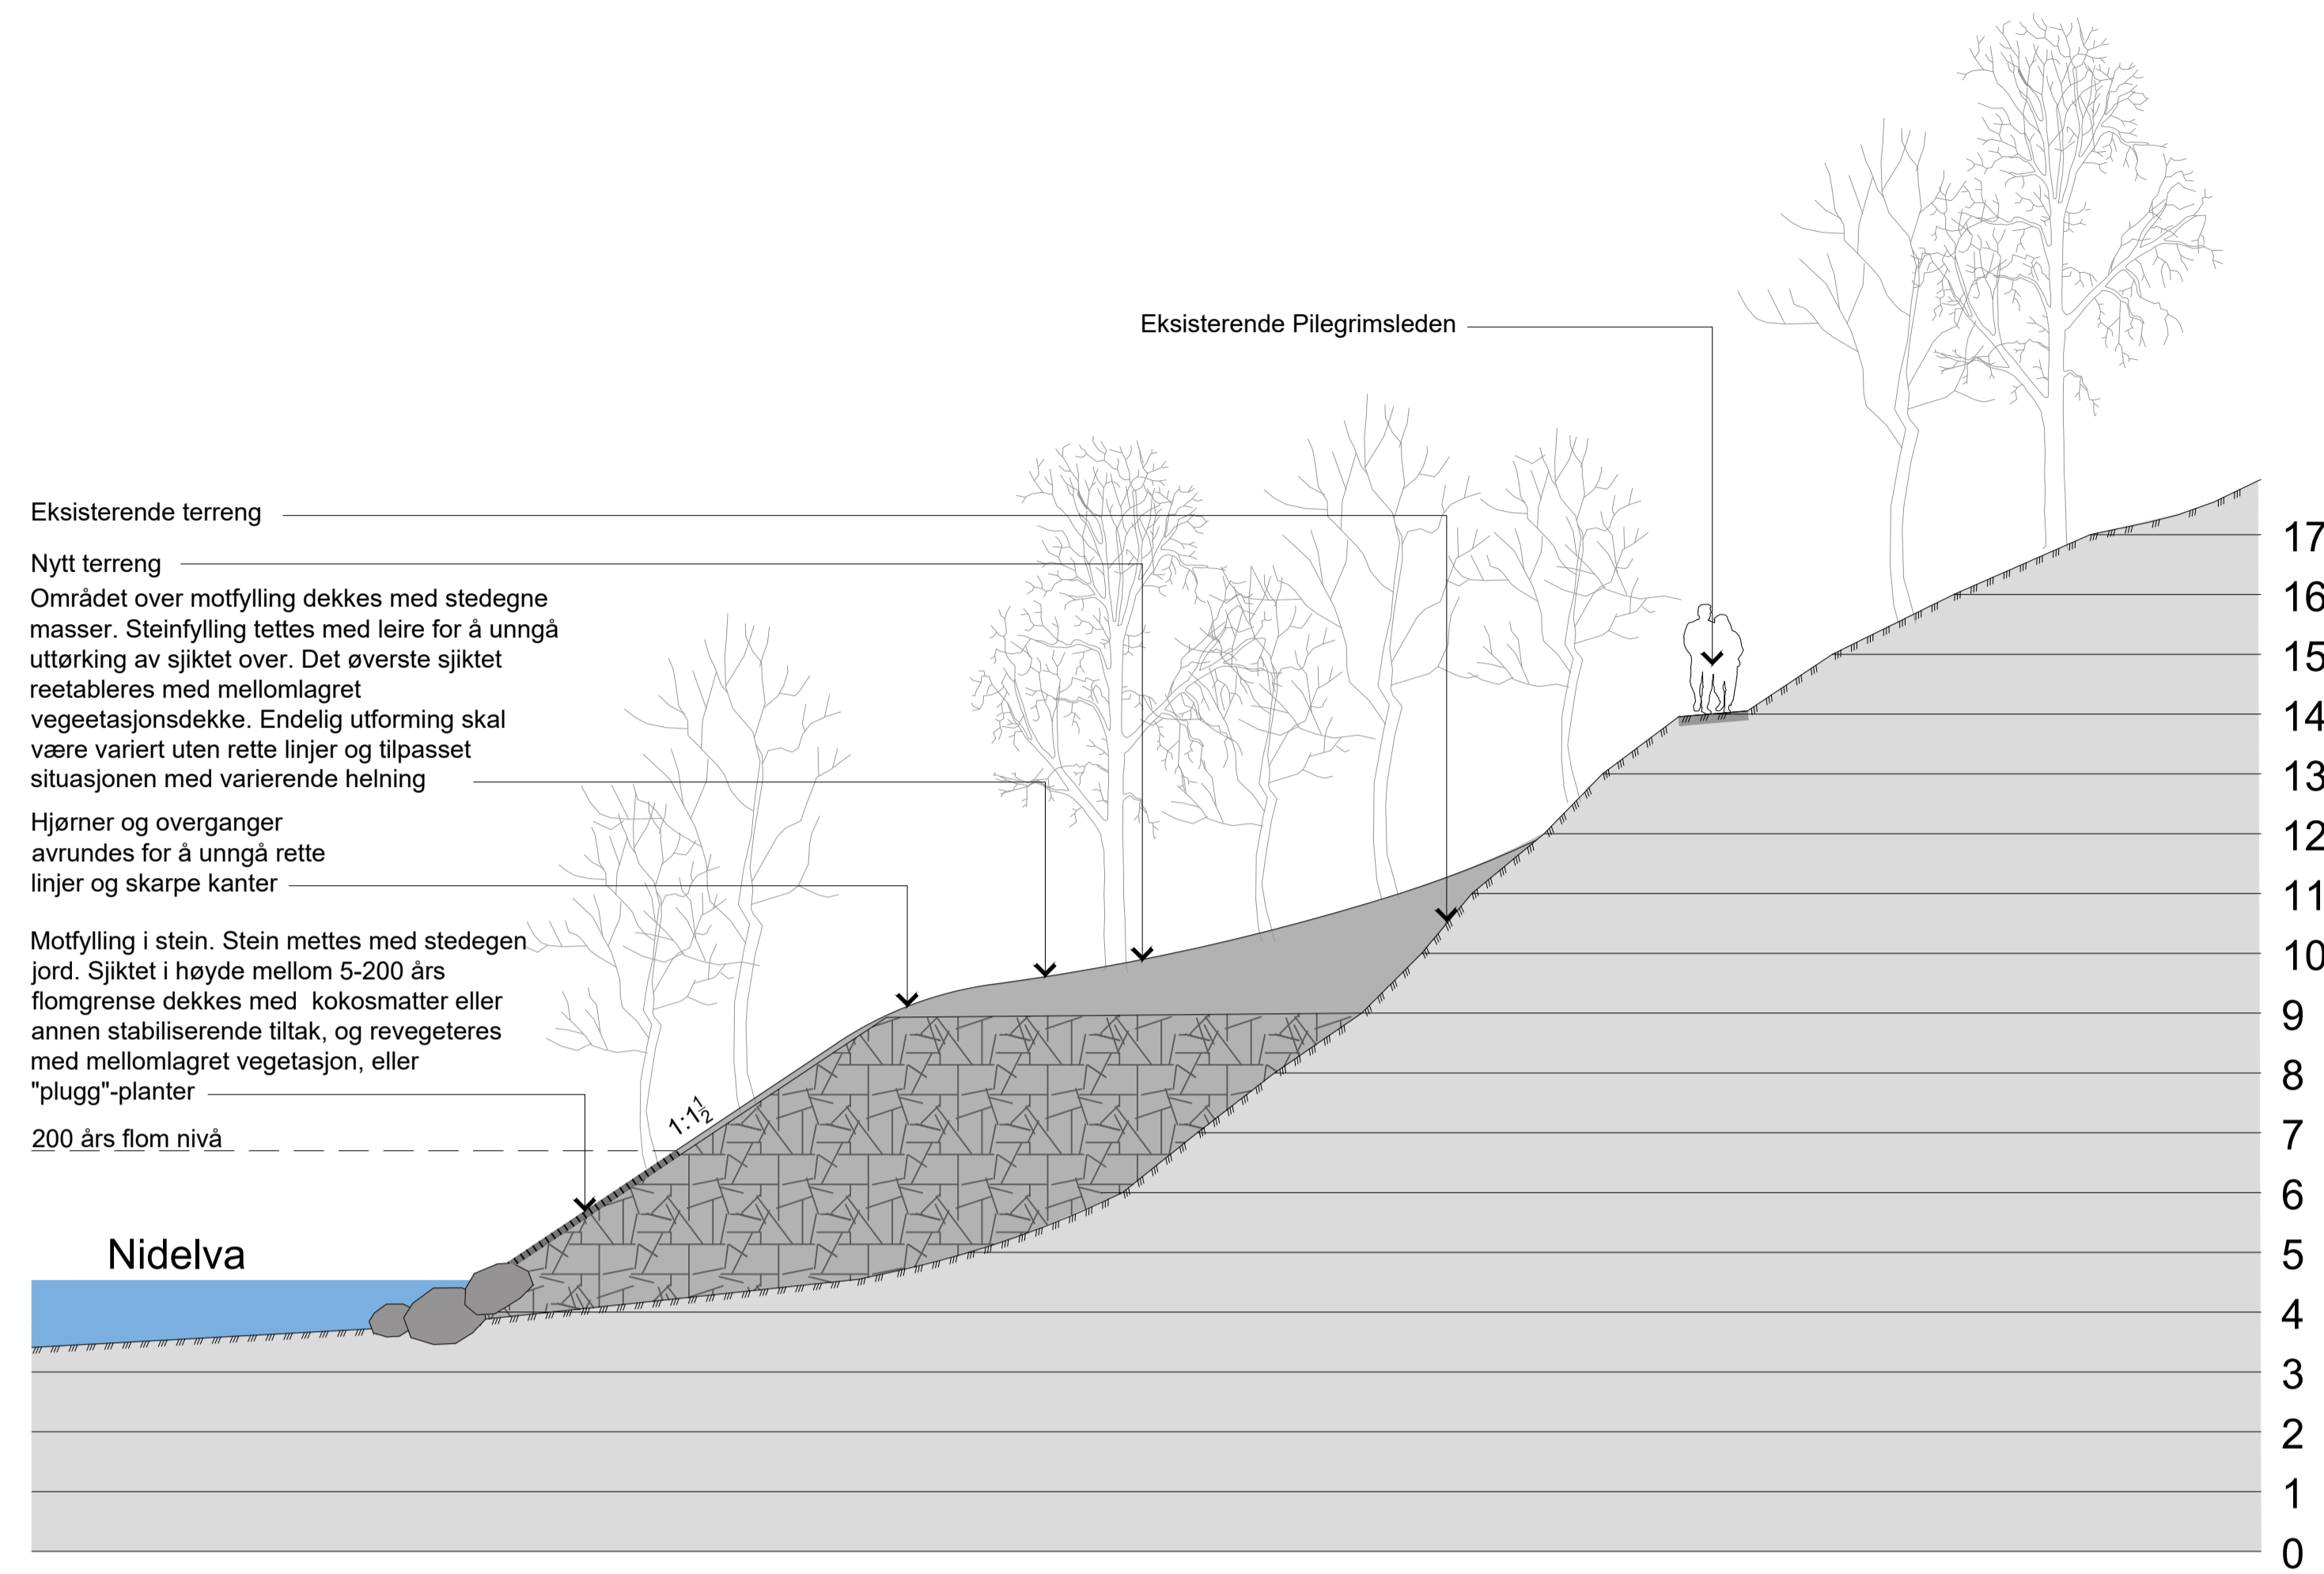 Eksisterende Pilegrimsleden
Eksisterende terreng
Nytt terreng
Området over motfylling dekkes med stedegne
masser. Steinfylling tettes med leire for å unngå
uttørking av sjiktet over. Det øverste sjiktet
reetableres med mellomlagret
vegeetasjonsdekke. Endelig utforming skal
være variert uten rette linjer og tilpasset
situasjonen med varierende helning
Hjørner og overganger
avrundes for å unngå rette
linjer og skarpe kanter
Motfylling i stein. Stein mettes med stedegen
jord. Sjiktet i høyde mellom 5-200 års
flomgrense dekkes med  kokosmatter eller
annen stabiliserende tiltak, og revegeteres
med mellomlagret vegetasjon, eller
"plugg"-planter
200 års flom nivå
1:1½
Nidelva
17
16
15
14
13
12
11
10
9
8
7
6
5
4
3
2
1
0